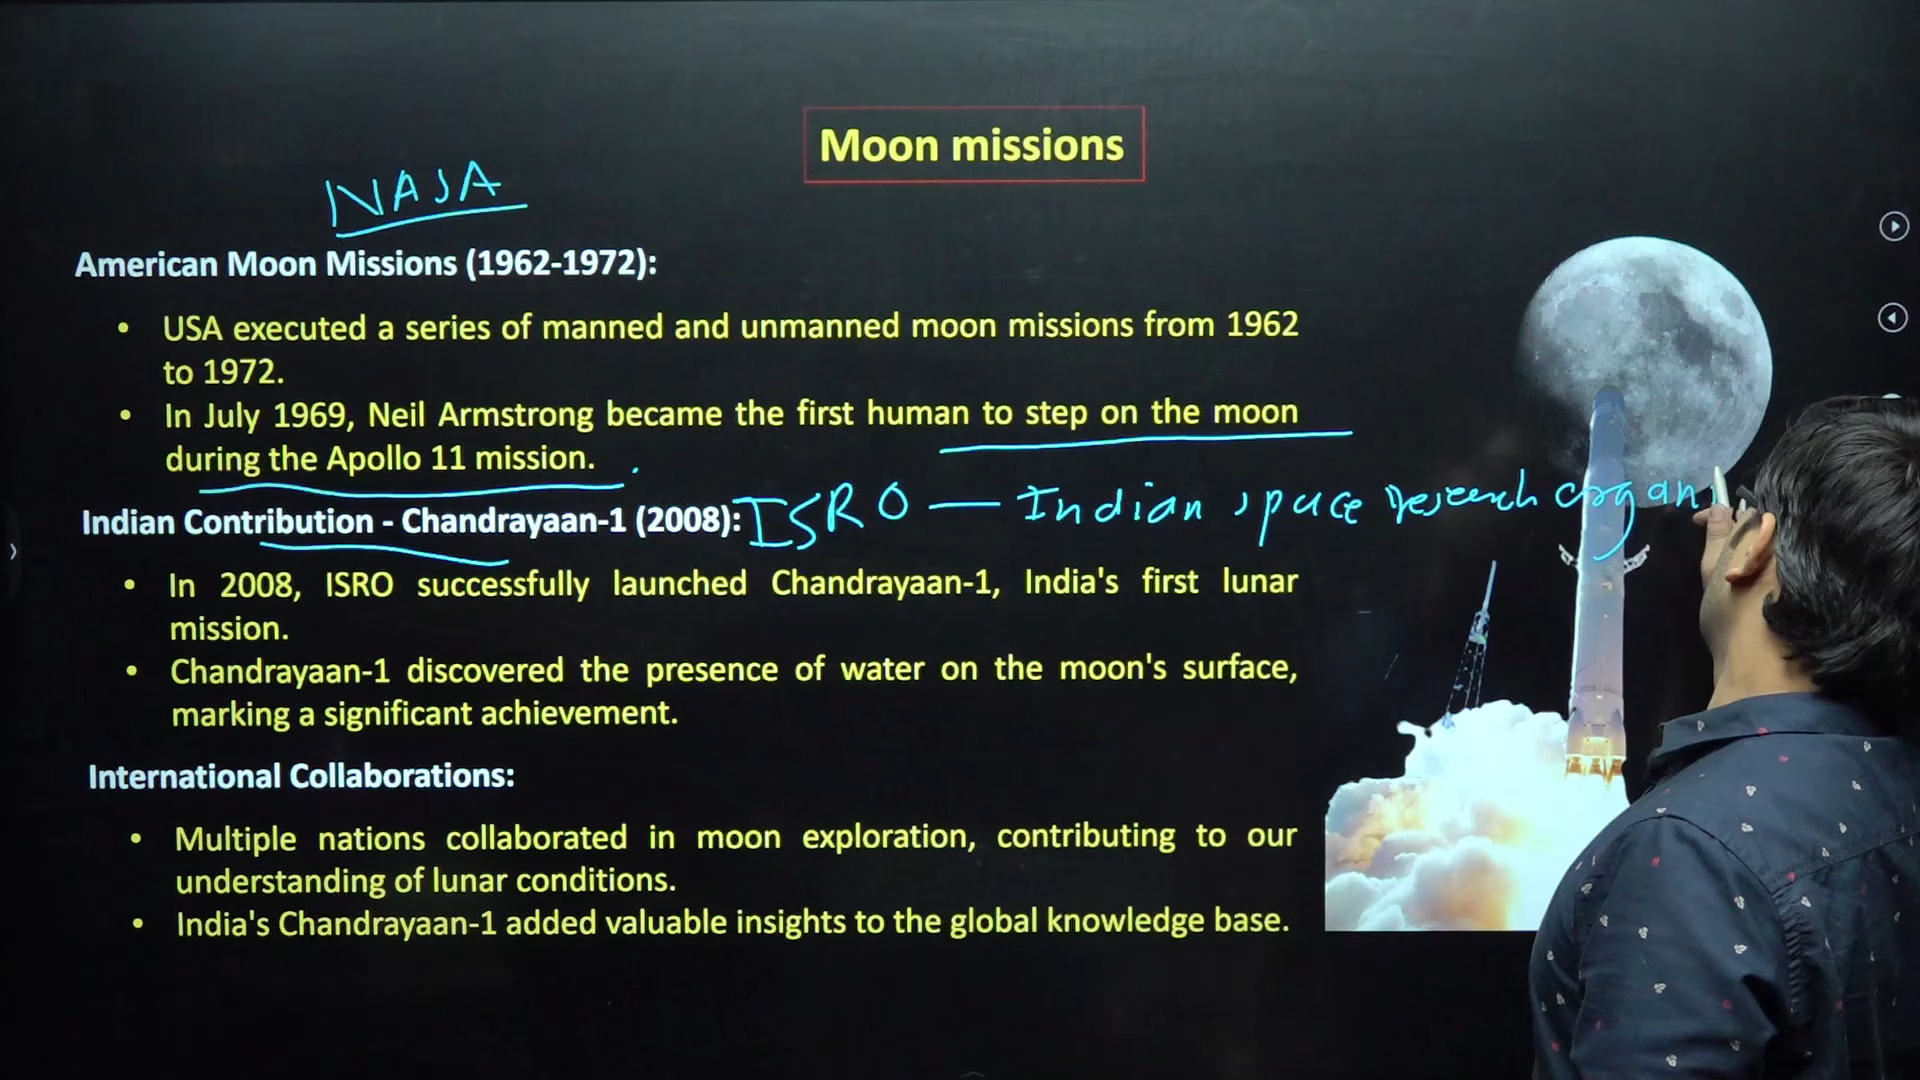 Moon missions
NASA
American Moon Missions (1962-1972):
• USA executed a series of manned and unmanned moon missions from 1962
to 1972.
• In July 1969, Neil Armstrong became the first human to step on the moon
during the Apollo 11 mission.
Indian Contribution - Chandrayaan-1 (2008): ISRO — Indian space research organi
• In 2008, ISRO successfully launched Chandrayaan-1, India's first lunar
mission.
• Chandrayaan-1 discovered the presence of water on the moon's surface,
marking a significant achievement.
International Collaborations:
• Multiple nations collaborated in moon exploration, contributing to our
understanding of lunar conditions.
• India's Chandrayaan-1 added valuable insights to the global knowledge base.